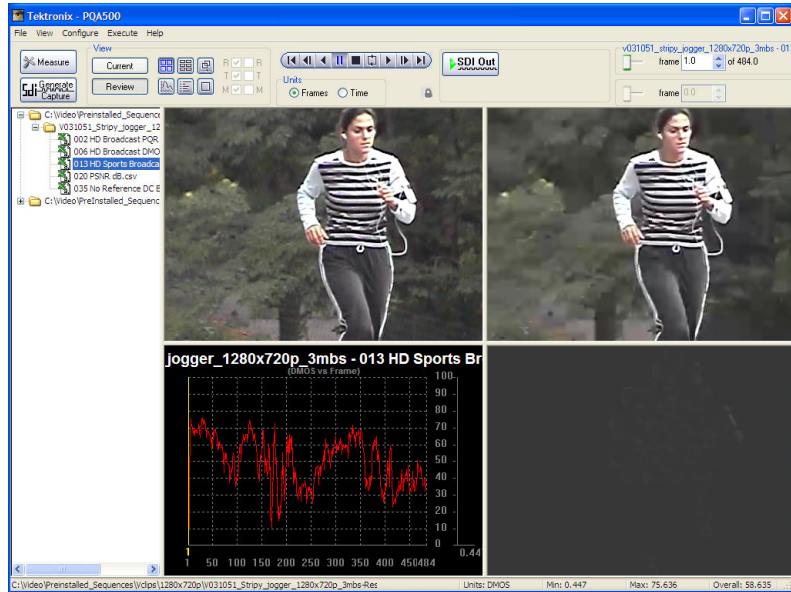 Tektronix - PQA500
File View Configure Execute Help
Measure
Sdi Generate Capture
View
Current
Review
R R
T T
M M
Units
Frames Time
SDI Out
v031051_stripy_jogger_1280x720p_3mbs - 01
frame 1.0 of 484.0
frame 0.0
C:\Video\Preinstalled_Sequence
V031051_Stripy_jogger_12
002 HD Broadcast PQR
006 HD Broadcast DMO
013 HD Sports Broadca
020 PSNR dB.csv
035 No Reference DC E
C:\Video\PreInstalled_Sequenc
jogger_1280x720p_3mbs - 013 HD Sports Br
(DMOS vs Frame)
100
90
80
70
60
50
40
30
20
10
0
1
0.44
1 50 100 150 200 250 300 350 400 450484
C:\Video\Preinstalled_Sequences\Vclips\1280x720p\V031051_Stripy_jogger_1280x720p_3mbs-Res
Units: DMOS
Min: 0.447
Max: 75.636
Overall: 58.635